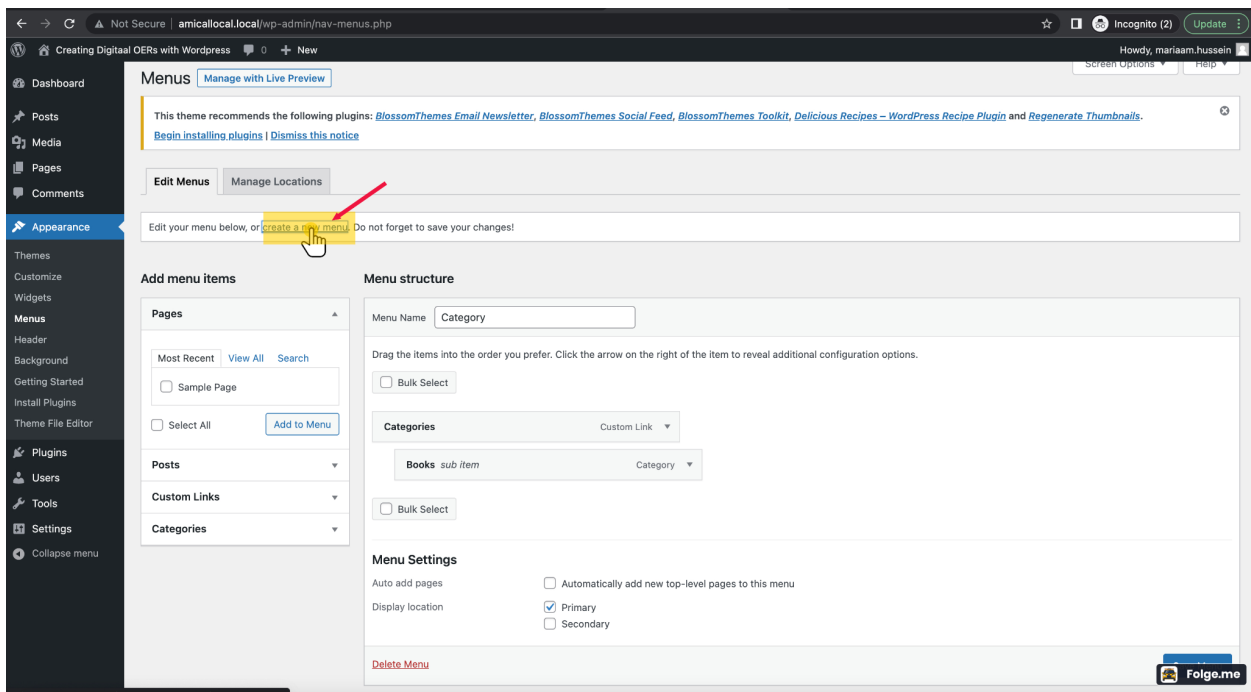 Not Secure | amicallocal.local/wp-admin/nav-menus.php
Incognito (2)
Update
Creating Digitaal OERs with Wordpress
0
New
Howdy, mariaam.hussein
Screen Options
Help
Dashboard
Posts
Media
Pages
Comments
Appearance
Themes
Customize
Widgets
Menus
Header
Background
Getting Started
Install Plugins
Theme File Editor
Plugins
Users
Tools
Settings
Collapse menu
Menus
Manage with Live Preview
This theme recommends the following plugins: BlossomThemes Email Newsletter, BlossomThemes Social Feed, BlossomThemes Toolkit, Delicious Recipes – WordPress Recipe Plugin and Regenerate Thumbnails.
Begin installing plugins | Dismiss this notice
Edit Menus
Manage Locations
Edit your menu below, or create a new menu. Do not forget to save your changes!
Add menu items
Pages
Most Recent
View All
Search
Sample Page
Select All
Add to Menu
Posts
Custom Links
Categories
Menu structure
Menu Name
Category
Drag the items into the order you prefer. Click the arrow on the right of the item to reveal additional configuration options.
Bulk Select
Categories
Custom Link
Books sub item
Category
Bulk Select
Menu Settings
Auto add pages
Automatically add new top-level pages to this menu
Display location
Primary
Secondary
Delete Menu
Folge.me